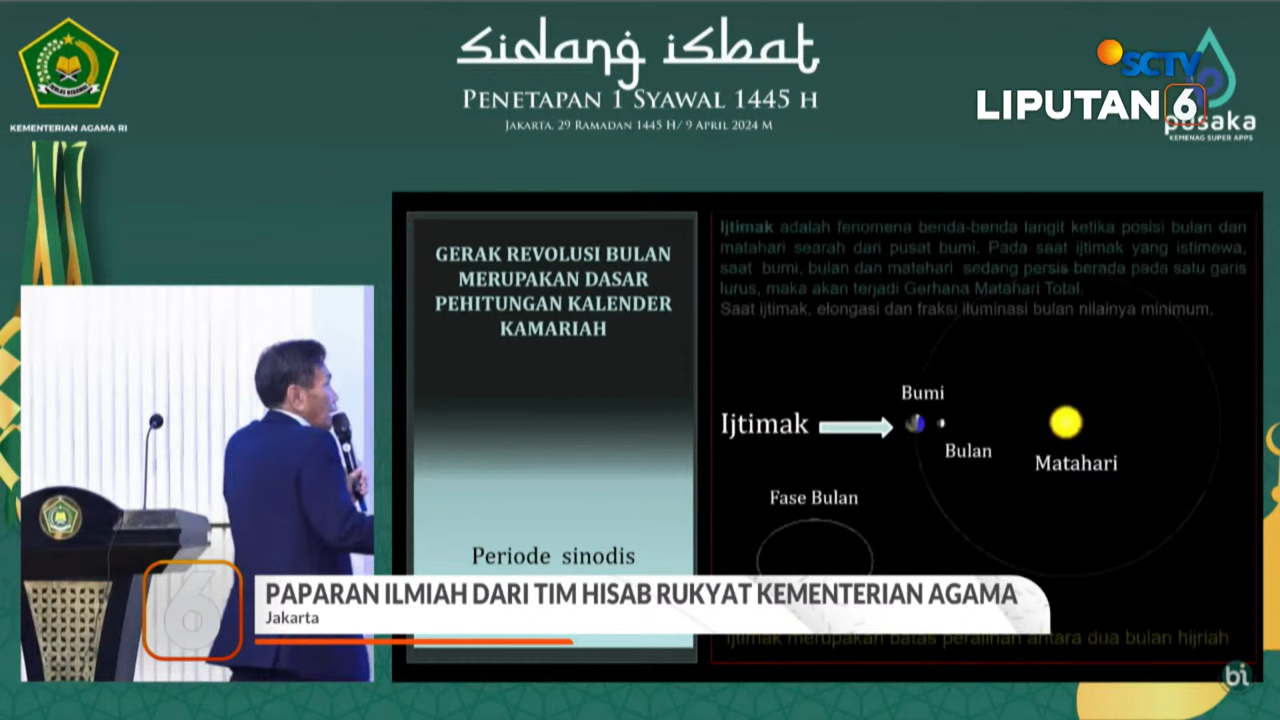 sidang isbat
PENETAPAN 1 SYAWAL 1445 H
JAKARTA, 29 RAMADAN 1445 H/ 9 APRIL 2024 M
KEMENTERIAN AGAMA RI
SCTV
LIPUTAN 6
pusaka
KEMENAG SUPER APPS
GERAK REVOLUSI BULAN
MERUPAKAN DASAR
PEHITUNGAN KALENDER
KAMARIAH
Periode sinodis
Ijtimak adalah fenomena benda-benda langit ketika posisi bulan dan
matahari searah dari pusat bumi. Pada saat ijtimak yang istimewa,
saat bumi, bulan dan matahari sedang persis berada pada satu garis
lurus, maka akan terjadi Gerhana Matahari Total.
Saat ijtimak, elongasi dan fraksi iluminasi bulan nilainya minimum.
Bumi
Ijtimak
Bulan
Matahari
Fase Bulan
Ijtimak merupakan batas peralihan antara dua bulan hijriah
6
PAPARAN ILMIAH DARI TIM HISAB RUKYAT KEMENTERIAN AGAMA
Jakarta
bi